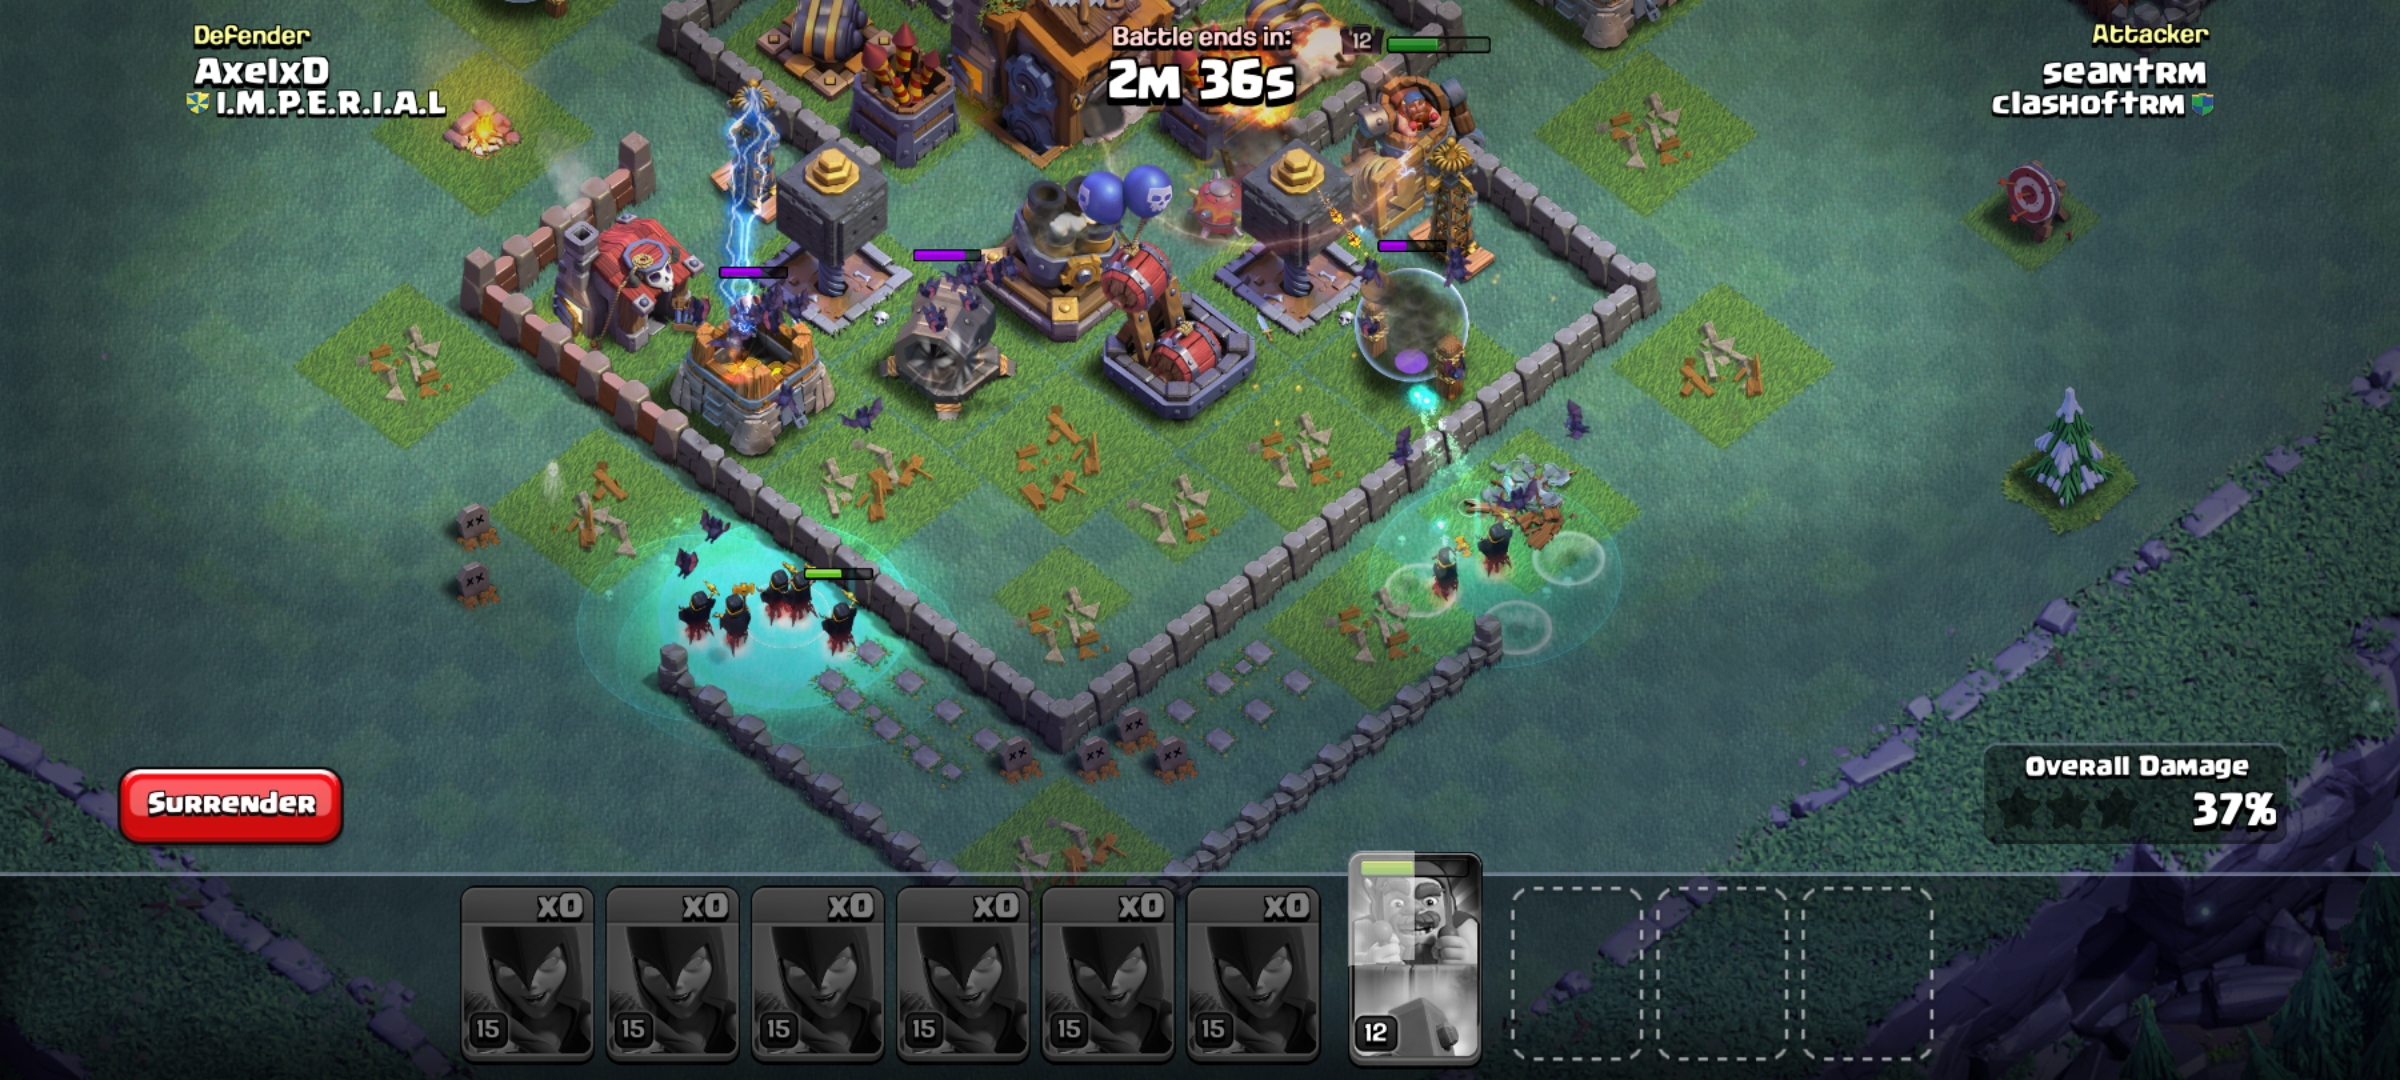 Defender
AxelxD
I.M.P.E.R.I.A.L
Battle ends in:
2m 36s
12
Attacker
seantrm
clashoftrm
Surrender
Overall Damage
37%
x0 x0 x0 x0 x0 x0
15 15 15 15 15 15 12